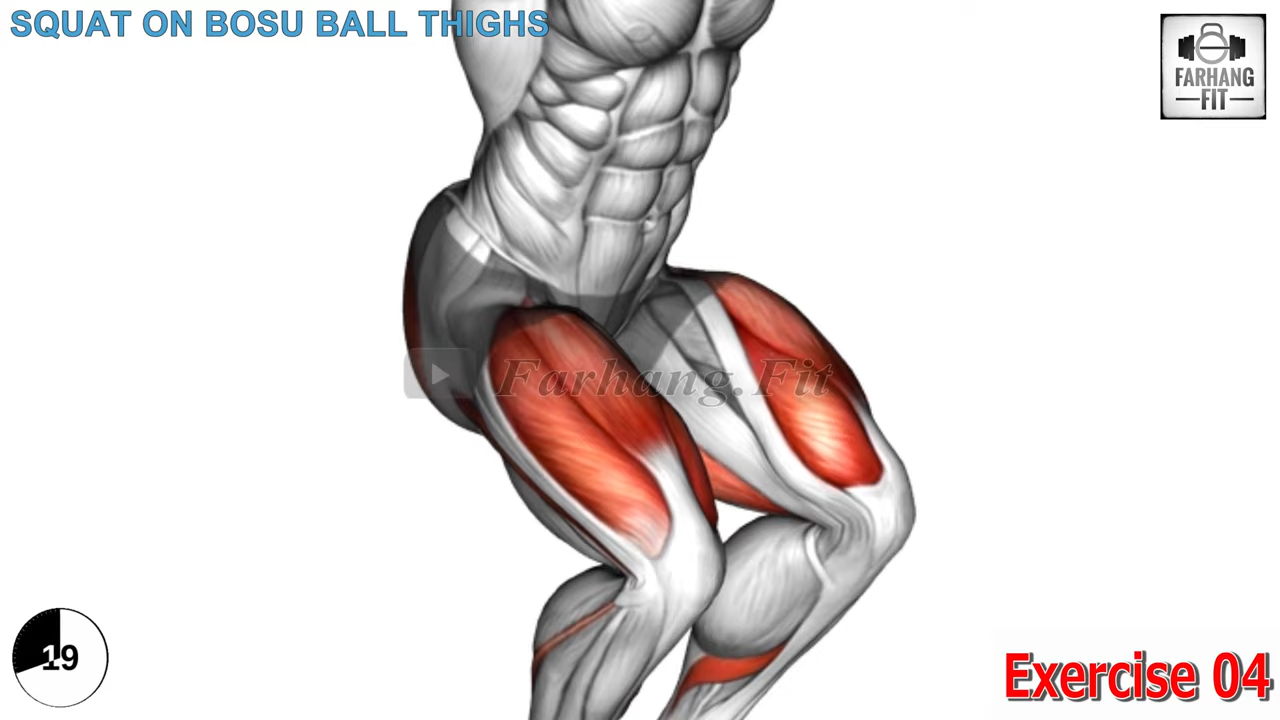 SQUAT ON BOSU BALL THIGHS
FARHANG
FIT
Farhang.Fit
19
Exercise 04